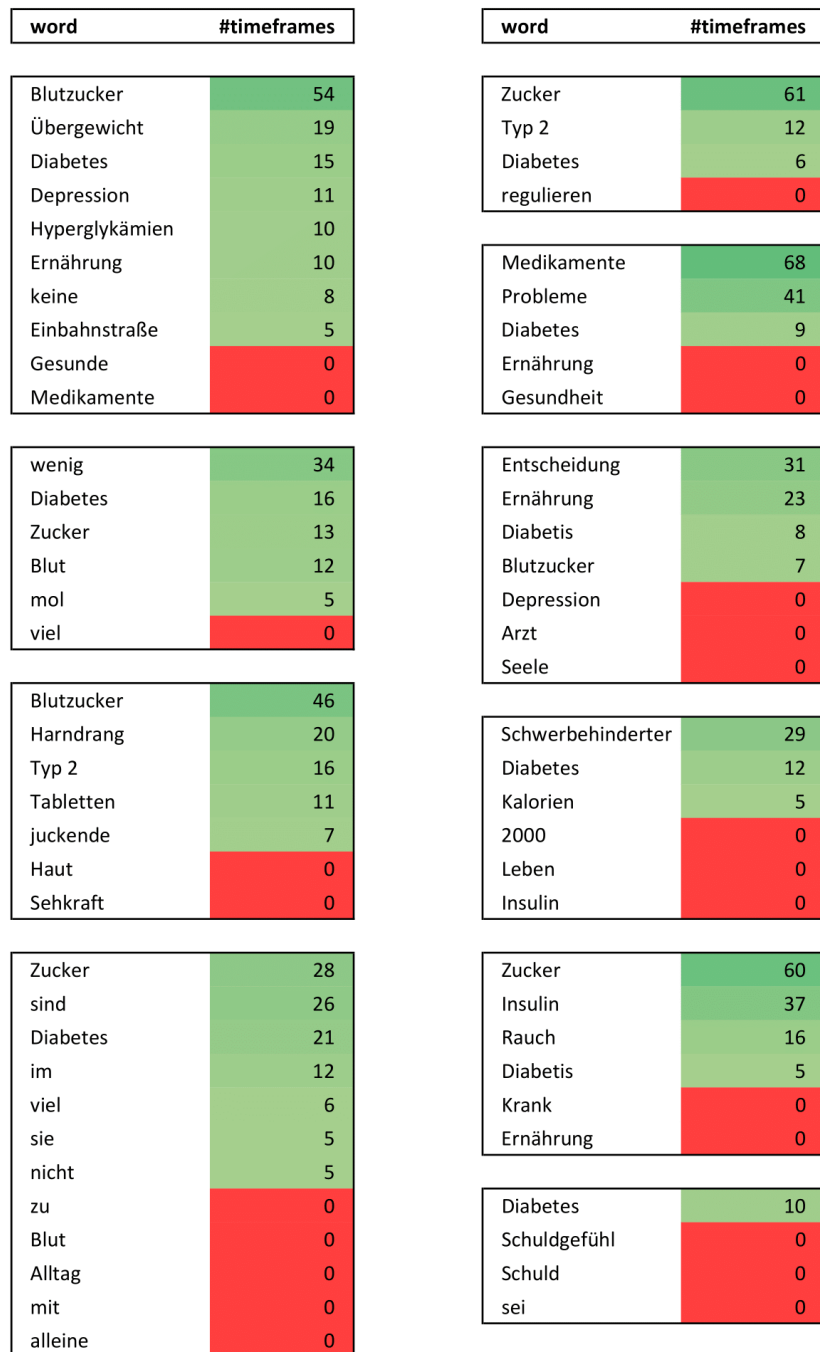 word #timeframes
Blutzucker 54
Übergewicht 19
Diabetes 15
Depression 11
Hyperglykämien 10
Ernährung 10
keine 8
Einbahnstraße 5
Gesunde 0
Medikamente 0
wenig 34
Diabetes 16
Zucker 13
Blut 12
mol 5
viel 0
Blutzucker 46
Harndrang 20
Typ 2 16
Tabletten 11
juckende 7
Haut 0
Sehkraft 0
Zucker 28
sind 26
Diabetes 21
im 12
viel 6
sie 5
nicht 5
zu 0
Blut 0
Alltag 0
mit 0
alleine 0
word #timeframes
Zucker 61
Typ 2 12
Diabetes 6
regulieren 0
Medikamente 68
Probleme 41
Diabetes 9
Ernährung 0
Gesundheit 0
Entscheidung 31
Ernährung 23
Diabetis 8
Blutzucker 7
Depression 0
Arzt 0
Seele 0
Schwerbehinderter 29
Diabetes 12
Kalorien 5
2000 0
Leben 0
Insulin 0
Zucker 60
Insulin 37
Rauch 16
Diabetis 5
Krank 0
Ernährung 0
Diabetes 10
Schuldgefühl 0
Schuld 0
sei 0